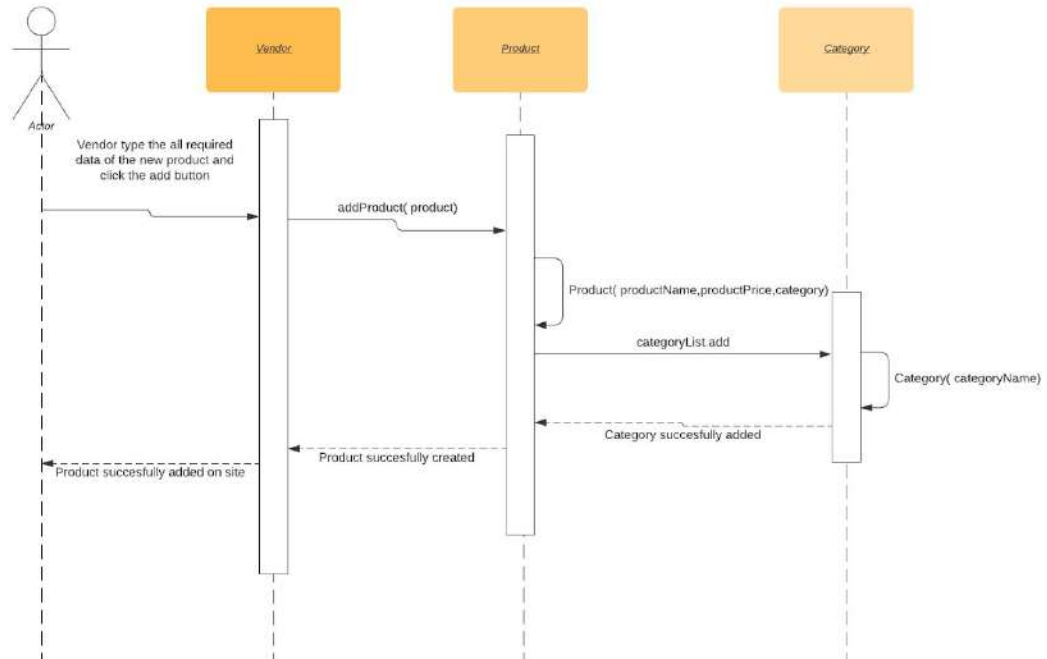 Vendor
Product
Category
Actor
Vendor type the all required
data of the new product and
click the add button
addProduct( product)
Product( productName,productPrice,category)
categoryList.add
Category( categoryName)
Category succesfully added
Product succesfully created
Product succesfully added on site